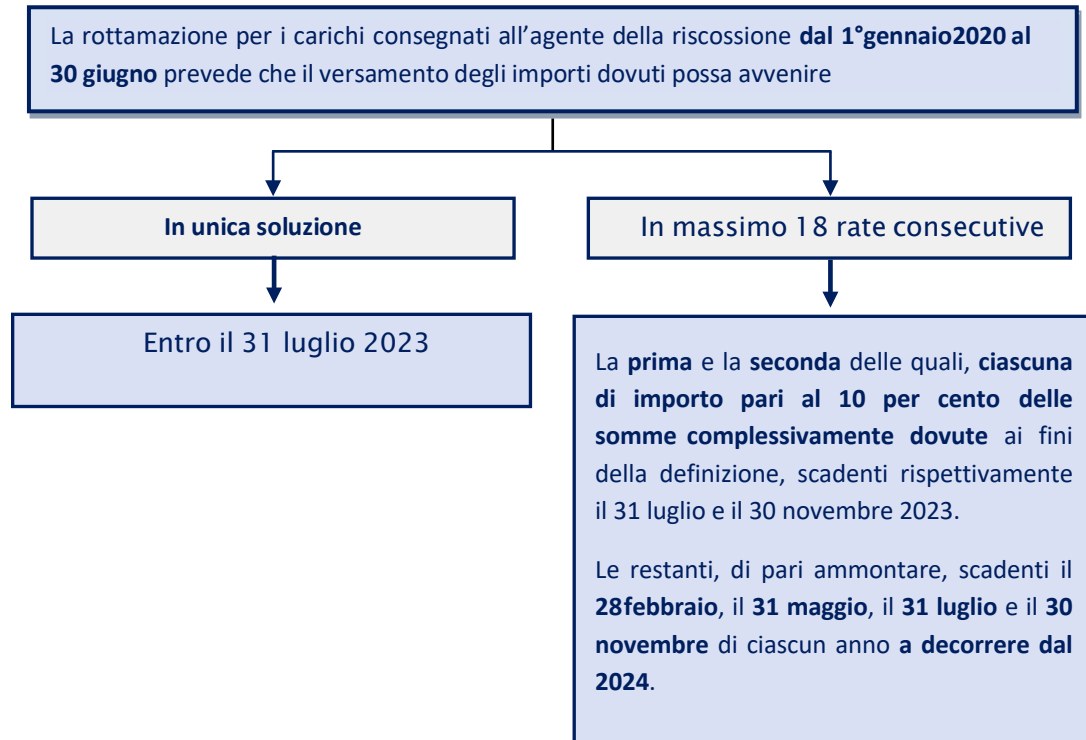 La rottamazione per i carichi consegnati all’agente della riscossione dal 1°gennaio2020 al
30 giugno prevede che il versamento degli importi dovuti possa avvenire
In unica soluzione
In massimo 18 rate consecutive
Entro il 31 luglio 2023
La prima e la seconda delle quali, ciascuna
di importo pari al 10 per cento delle
somme complessivamente dovute ai fini
della definizione, scadenti rispettivamente
il 31 luglio e il 30 novembre 2023.
Le restanti, di pari ammontare, scadenti il
28febbraio, il 31 maggio, il 31 luglio e il 30
novembre di ciascun anno a decorrere dal
2024.